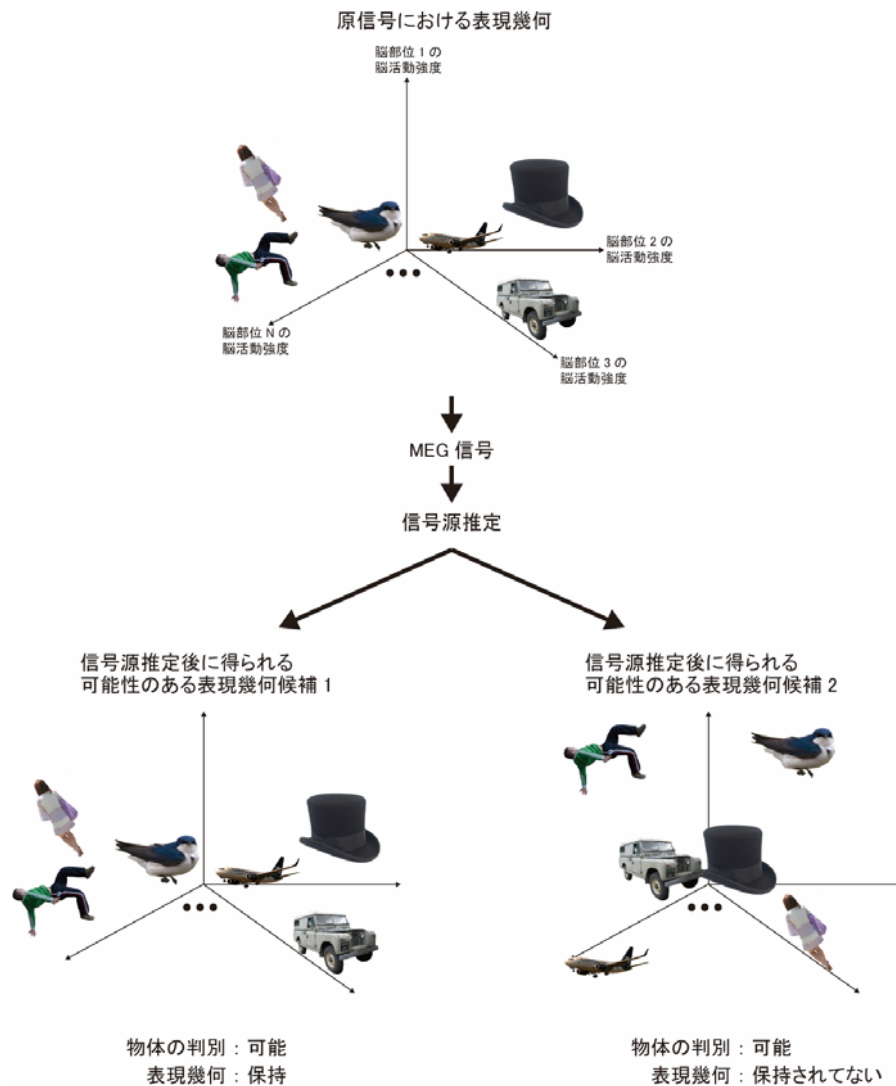 原信号における表現幾何
脳部位1の
脳活動強度
脳部位2の
脳活動強度
脳部位Nの
脳活動強度
脳部位3の
脳活動強度
MEG 信号
信号源推定
信号源推定後に得られる
可能性のある表現幾何候補1
信号源推定後に得られる
可能性のある表現幾何候補2
物体の判別：可能
表現幾何：保持
物体の判別：可能
表現幾何：保持されてない